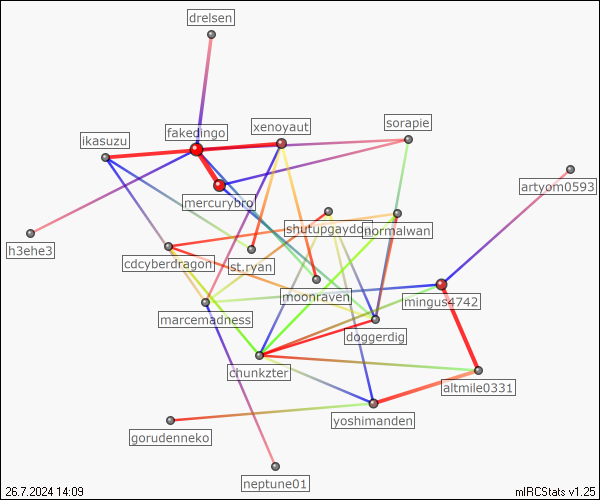 drelsen
sorapie
xenoyaut
fakedingo
ikasuzu
artyom0593
mercurybro
shutupgaydog
normalwan
h3ehe3
cdcyberdragon
st.ryan
moonraven
mingus4742
marcemadness
doggerdig
chunkzter
altmile0331
yoshimanden
gorudenneko
neptune01
26.7.2024 14:09
mIRCStats v1.25